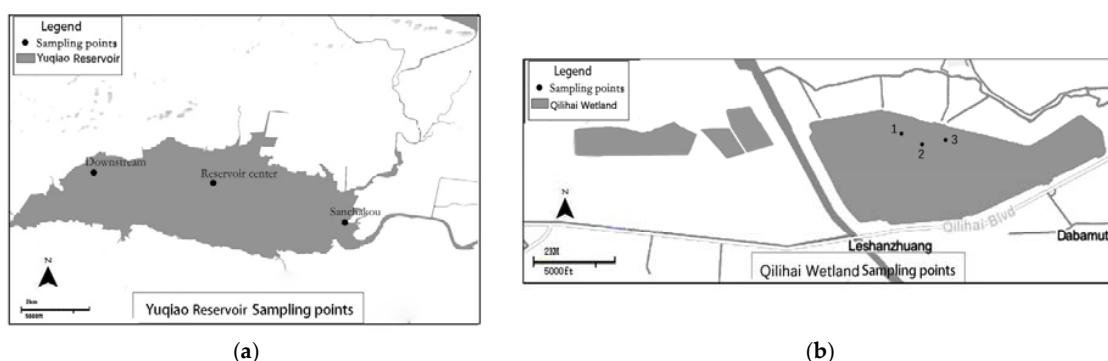 Legend
Sampling points
Yuqiao Reservoir
Downstream
Reservoir center
Sanchakou
N
2km
5000ft
Yuqiao Reservoir Sampling points
(a)
Legend
Sampling points
Qilihai Wetland
1
2
3
N
2KM
5000ft
Qilihai-Blvd
Leshanzhuang
Dabamut
Qilihai Wetland Sampling points
(b)